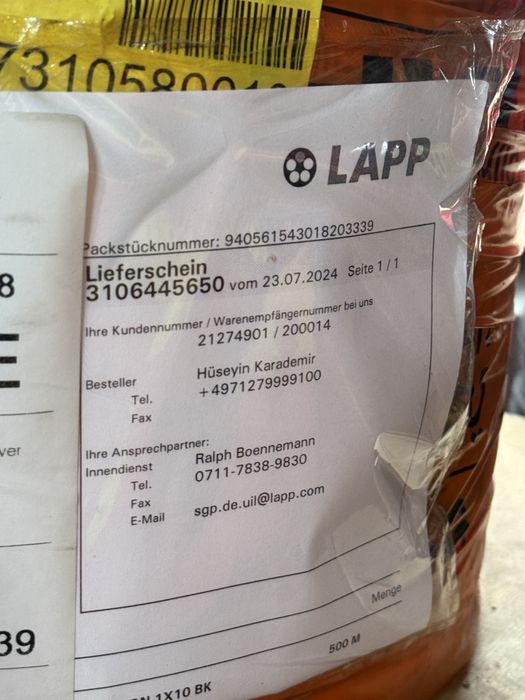 LAPP
Packstücknummer: 940561543018203339
Lieferschein
3106445650 vom 23.07.2024 Seite 1 / 1
Ihre Kundennummer / Warenempfängernummer bei uns
21274901 / 200014
Besteller Hüseyin Karademir
Tel. +4971279999100
Fax
Ihre Ansprechpartner:
Innendienst Ralph Boennemann
Tel. 0711-7838-9830
Fax
E-Mail sgp.de.uil@lapp.com
Menge
500 M
1X10 BK
8
39